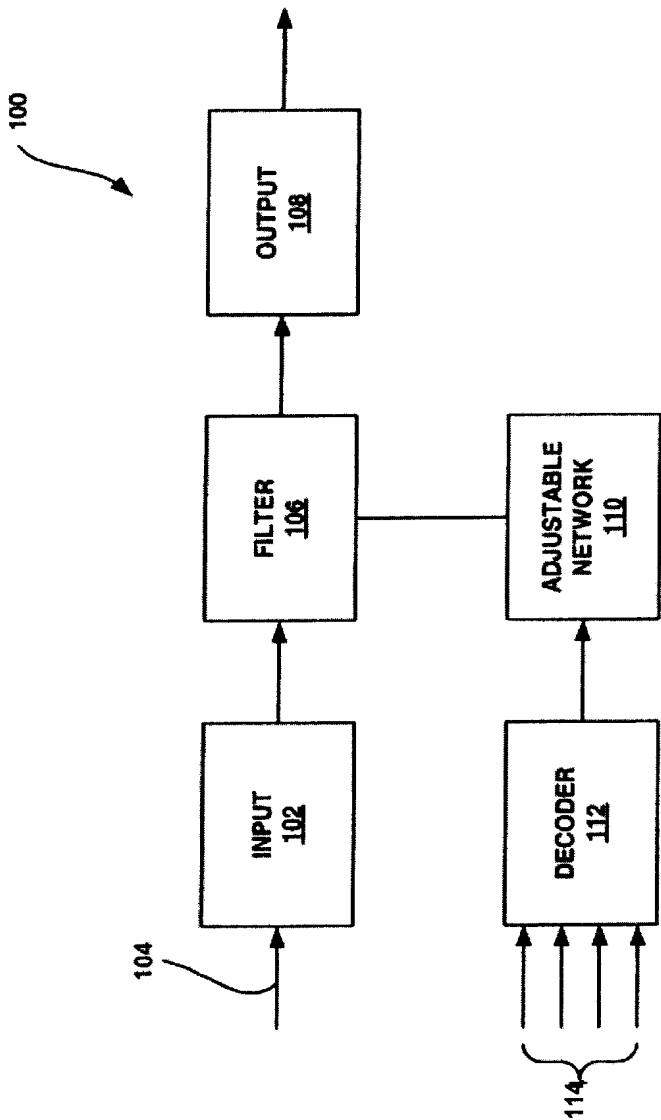 100
OUTPUT
108
FILTER
106
INPUT
102
104
ADJUSTABLE
NETWORK
110
DECODER
112
114